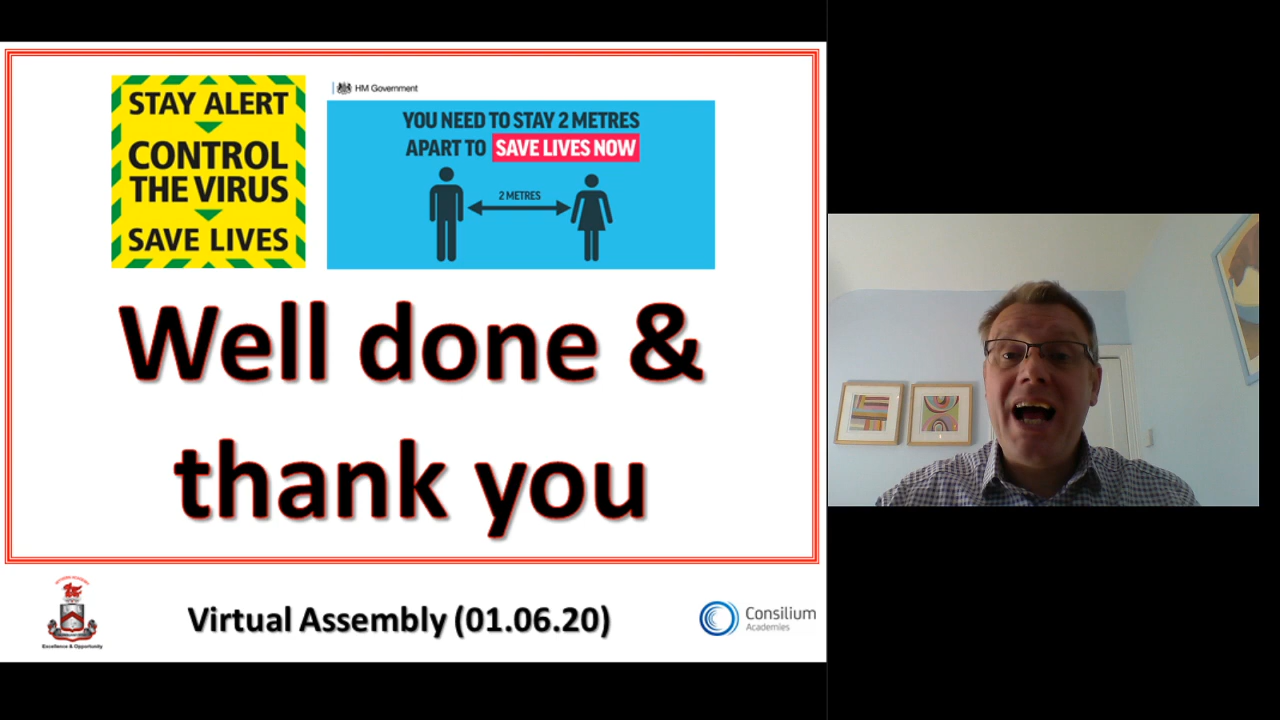 STAY ALERT
CONTROL
THE VIRUS
SAVE LIVES
HM Government
YOU NEED TO STAY 2 METRES
APART TO SAVE LIVES NOW
2 METRES
Well done &
thank you
Excellence & Opportunity
Virtual Assembly (01.06.20)
Consilium
Academies